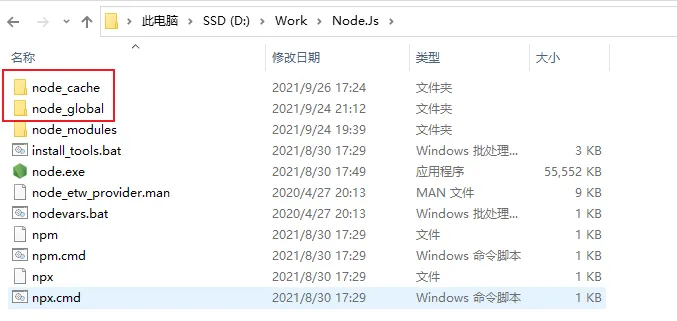 此电脑 > SSD (D:) > Work > Node.Js >
名称 修改日期 类型 大小
node_cache 2021/9/26 17:24 文件夹
node_global 2021/9/24 21:12 文件夹
node_modules 2021/9/24 19:39 文件夹
install_tools.bat 2021/8/30 17:29 Windows 批处理... 3 KB
node.exe 2021/8/30 17:49 应用程序 55,552 KB
node_etw_provider.man 2020/4/27 20:13 MAN 文件 9 KB
nodevars.bat 2020/4/27 20:13 Windows 批处理... 1 KB
npm 2021/8/30 17:29 文件 1 KB
npm.cmd 2021/8/30 17:29 Windows 命令脚本 1 KB
npx 2021/8/30 17:29 文件 1 KB
npx.cmd 2021/8/30 17:29 Windows 命令脚本 1 KB